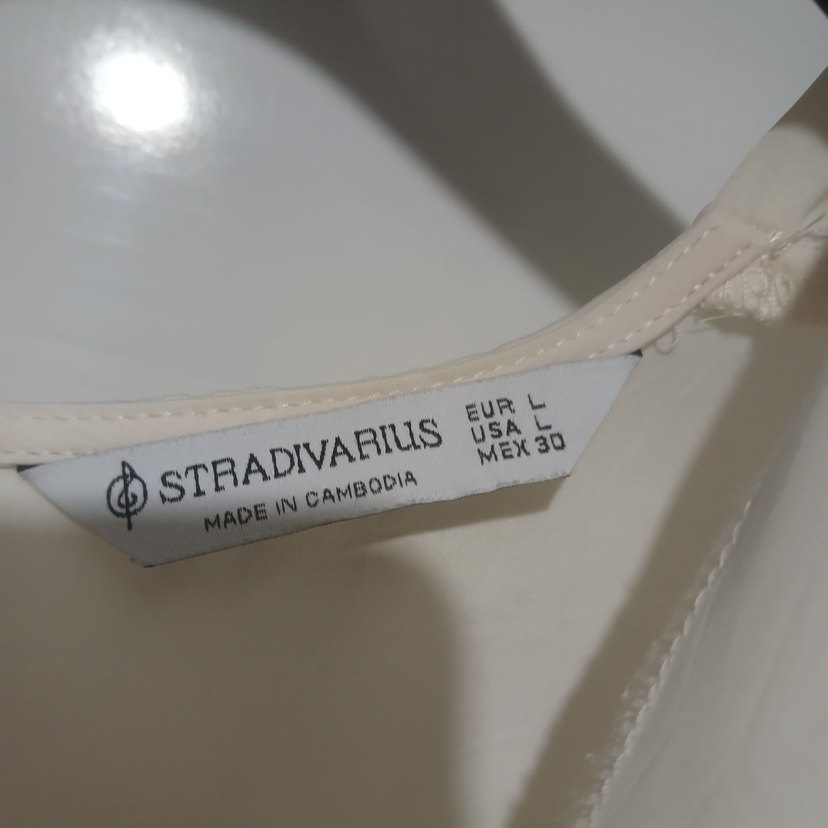 STRADIVARIUS
MADE IN CAMBODIA
EUR L
USA L
MEX 30